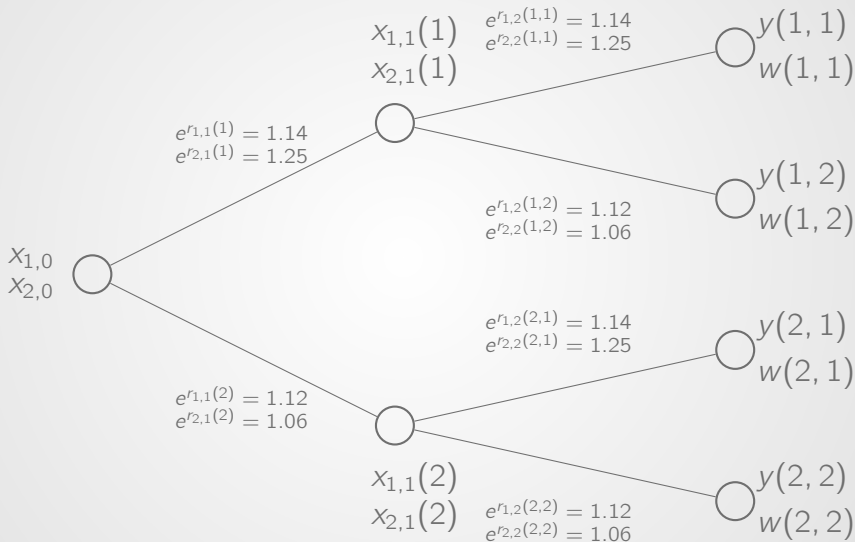 x_{1,0}
x_{2,0}
e^{r_{1,1}(1)} = 1.14
e^{r_{2,1}(1)} = 1.25
e^{r_{1,1}(2)} = 1.12
e^{r_{2,1}(2)} = 1.06
x_{1,1}(1)
x_{2,1}(1)
x_{1,1}(2)
x_{2,1}(2)
e^{r_{1,2}(1,1)} = 1.14
e^{r_{2,2}(1,1)} = 1.25
e^{r_{1,2}(1,2)} = 1.12
e^{r_{2,2}(1,2)} = 1.06
e^{r_{1,2}(2,1)} = 1.14
e^{r_{2,2}(2,1)} = 1.25
e^{r_{1,2}(2,2)} = 1.12
e^{r_{2,2}(2,2)} = 1.06
y(1, 1)
w(1, 1)
y(1, 2)
w(1, 2)
y(2, 1)
w(2, 1)
y(2, 2)
w(2, 2)